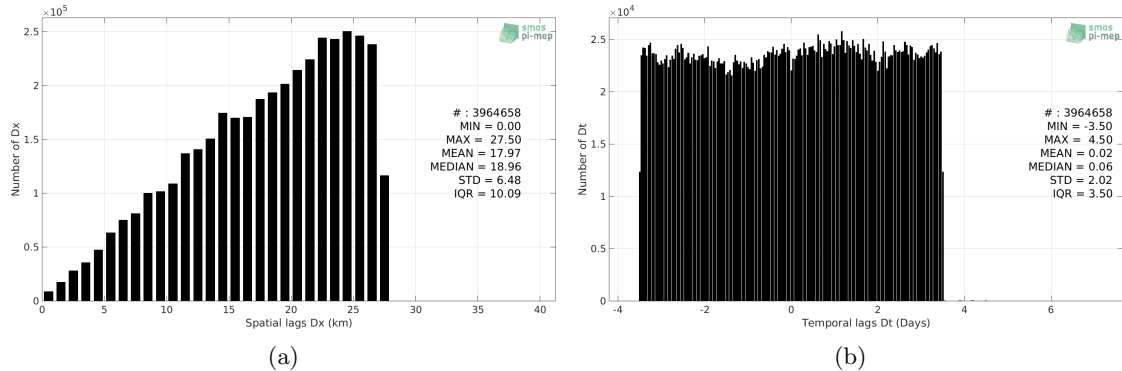 ×10⁵
2.5
2
1.5
1
0.5
0
Number of Dx
0 5 10 15 20 25 30 35 40
Spatial lags Dx (km)
smos
pi-mep
# : 3964658
MIN = 0.00
MAX = 27.50
MEAN = 17.97
MEDIAN = 18.96
STD = 6.48
IQR = 10.09
(a)
×10⁴
2.5
2
1.5
1
0.5
0
Number of Dt
-4 -2 0 2 4 6
Temporal lags Dt (Days)
smos
pi-mep
# : 3964658
MIN = -3.50
MAX = 4.50
MEAN = 0.02
MEDIAN = 0.06
STD = 2.02
IQR = 3.50
(b)